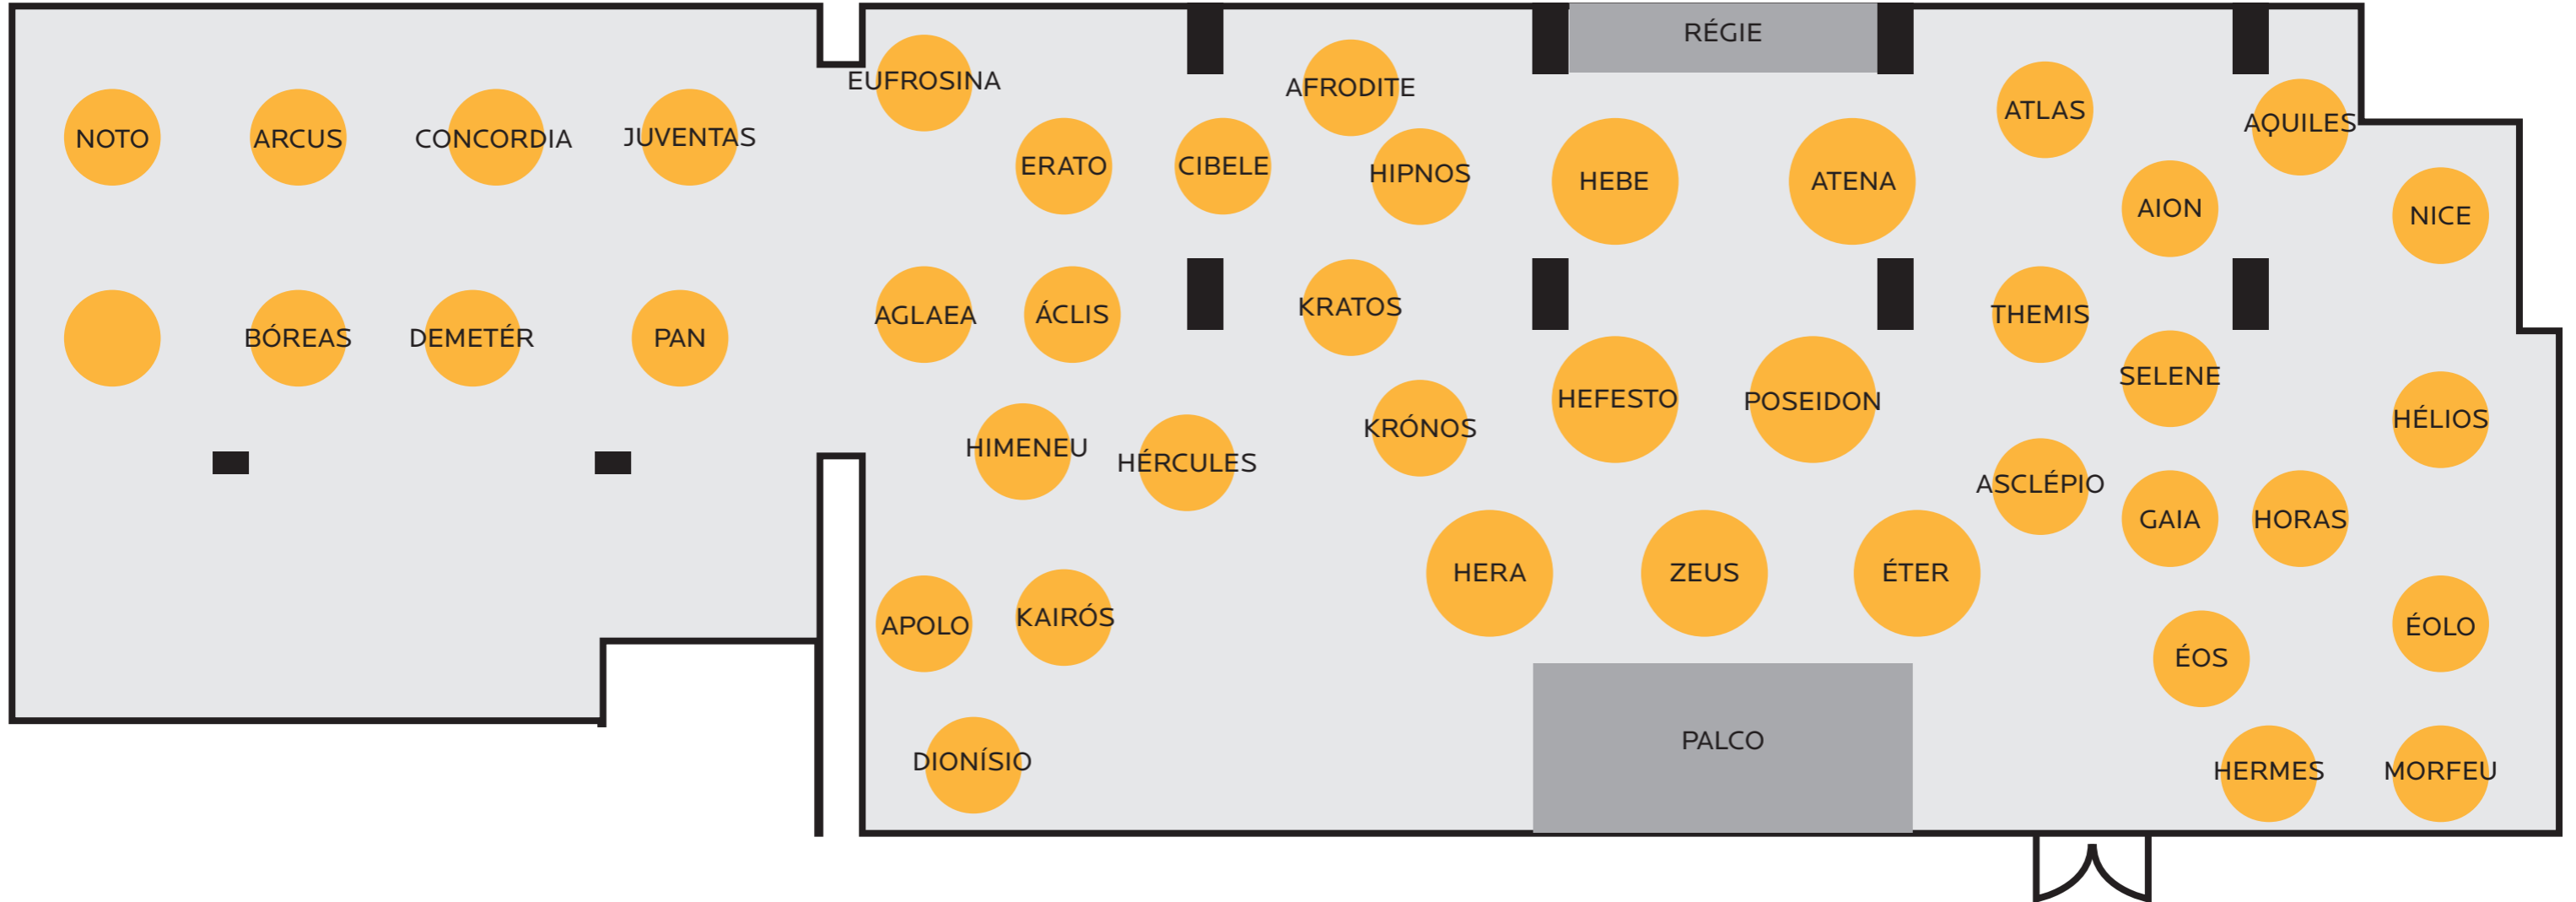 RÉGIE
EUFROSINA
AFRODITE
ATLAS
AQUILES
NOTO
ARCUS
CONCORDIA
JUVENTAS
ERATO
CIBELE
HIPNOS
HEBE
ATENA
AION
NICE
AGLAEA
ÁCLIS
KRATOS
THEMIS
BÓREAS
DEMETÉR
PAN
SELENE
HEFESTO
POSEIDON
HÉLIOS
KRÓNOS
HIMENEU
HÉRCULES
ASCLÉPIO
GAIA
HORAS
HERA
ZEUS
ÉTER
APOLO
KAIRÓS
ÉOLO
ÉOS
PALCO
DIONÍSIO
HERMES
MORFEU